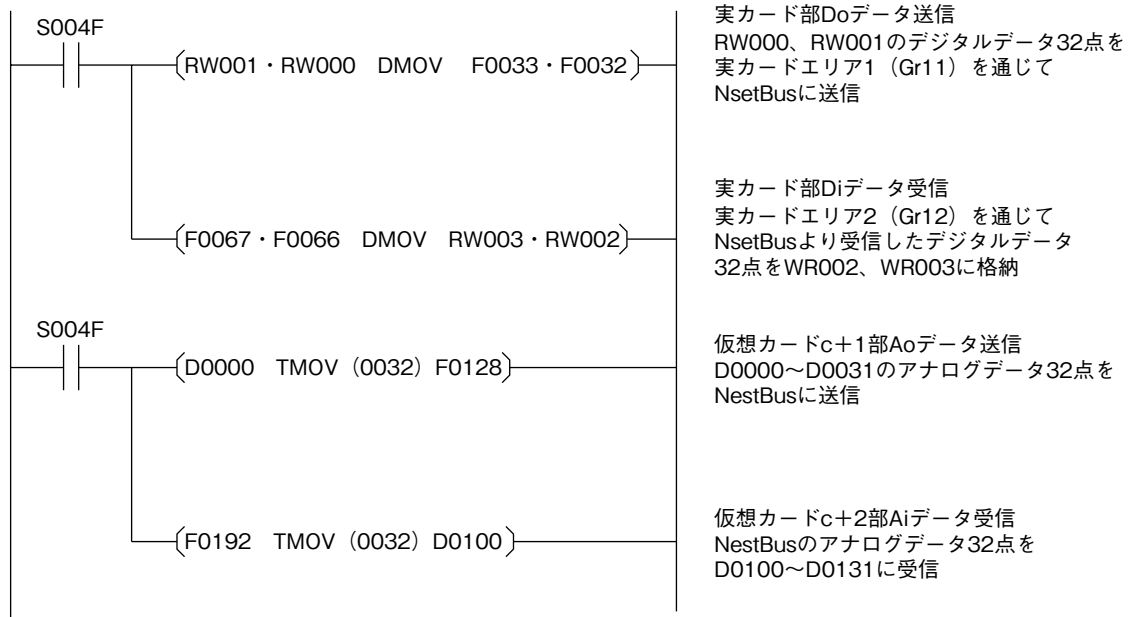 S004F
RW001・RW000 DMOV F0033・F0032
実カード部Doデータ送信
RW000、RW001のデジタルデータ32点を
実カードエリア1（Gr11）を通じて
NsetBusに送信
F0067・F0066 DMOV RW003・RW002
実カード部Diデータ受信
実カードエリア2（Gr12）を通じて
NsetBusより受信したデジタルデータ
32点をWR002、WR003に格納
S004F
D0000 TMOV（0032）F0128
仮想カードc＋1部Aoデータ送信
D0000〜D0031のアナログデータ32点を
NestBusに送信
F0192 TMOV（0032）D0100
仮想カードc＋2部Aiデータ受信
NestBusのアナログデータ32点を
D0100〜D0131に受信